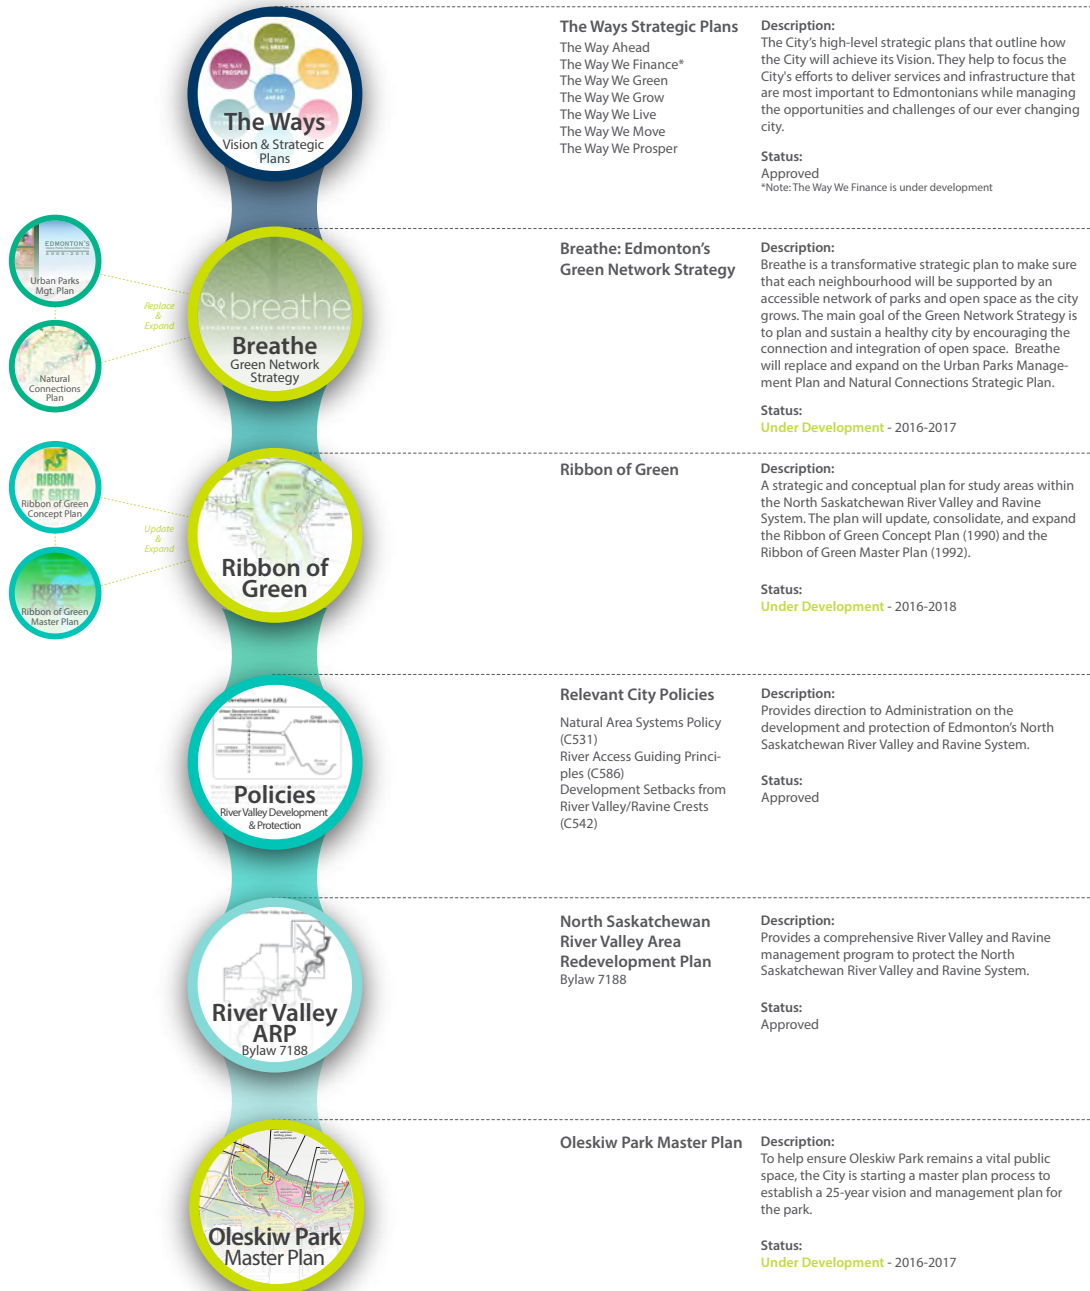 The Ways
Vision & Strategic
Plans
The Ways Strategic Plans
The Way Ahead
The Way We Finance*
The Way We Green
The Way We Grow
The Way We Live
The Way We Move
The Way We Prosper
Description:
The City's high-level strategic plans that outline how
the City will achieve its Vision. They help to focus the
City's efforts to deliver services and infrastructure that
are most important to Edmontonians while managing
the opportunities and challenges of our ever changing
city.
Status:
Approved
*Note: The Way We Finance is under development
EDMONTON'S
Urban Parks
Mgt. Plan
Natural
Connections
Plan
Replace
&
Expand
breathe
EDMONTON'S GREEN NETWORK STRATEGY
Breathe
Green Network
Strategy
Breathe: Edmonton's
Green Network Strategy
Description:
Breathe is a transformative strategic plan to make sure
that each neighbourhood will be supported by an
accessible network of parks and open space as the city
grows. The main goal of the Green Network Strategy is
to plan and sustain a healthy city by encouraging the
connection and integration of open space.  Breathe
will replace and expand on the Urban Parks Manage-
ment Plan and Natural Connections Strategic Plan.
Status:
Under Development - 2016-2017
RIBBON
OF GREEN
Ribbon of Green
Concept Plan
RIBBON
Ribbon of Green
Master Plan
Update
&
Expand
Ribbon of
Green
Ribbon of Green
Description:
A strategic and conceptual plan for study areas within
the North Saskatchewan River Valley and Ravine
System. The plan will update, consolidate, and expand
the Ribbon of Green Concept Plan (1990) and the
Ribbon of Green Master Plan (1992).
Status:
Under Development - 2016-2018
Policies
River Valley Development
& Protection
Relevant City Policies
Natural Area Systems Policy
(C531)
River Access Guiding Princi-
ples (C586)
Development Setbacks from
River Valley/Ravine Crests
(C542)
Description:
Provides direction to Administration on the
development and protection of Edmonton's North
Saskatchewan River Valley and Ravine System.
Status:
Approved
River Valley
ARP
Bylaw 7188
North Saskatchewan
River Valley Area
Redevelopment Plan
Bylaw 7188
Description:
Provides a comprehensive River Valley and Ravine
management program to protect the North
Saskatchewan River Valley and Ravine System.
Status:
Approved
Oleskiw Park
Master Plan
Oleskiw Park Master Plan
Description:
To help ensure Oleskiw Park remains a vital public
space, the City is starting a master plan process to
establish a 25-year vision and management plan for
the park.
Status:
Under Development - 2016-2017